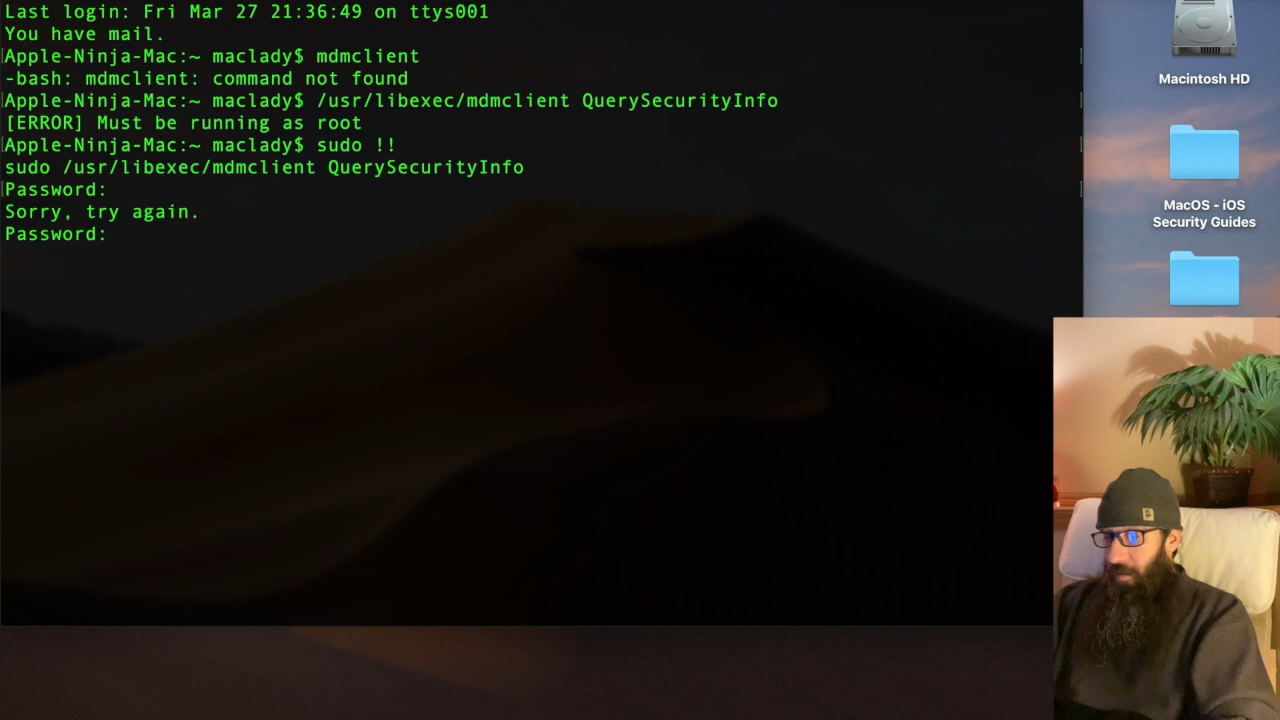 Last login: Fri Mar 27 21:36:49 on ttys001
You have mail.
Apple-Ninja-Mac:~ maclady$ mdmclient
-bash: mdmclient: command not found
Apple-Ninja-Mac:~ maclady$ /usr/libexec/mdmclient QuerySecurityInfo
[ERROR] Must be running as root
Apple-Ninja-Mac:~ maclady$ sudo !!
sudo /usr/libexec/mdmclient QuerySecurityInfo
Password:
Sorry, try again.
Password:
Macintosh HD
MacOS - iOS
Security Guides